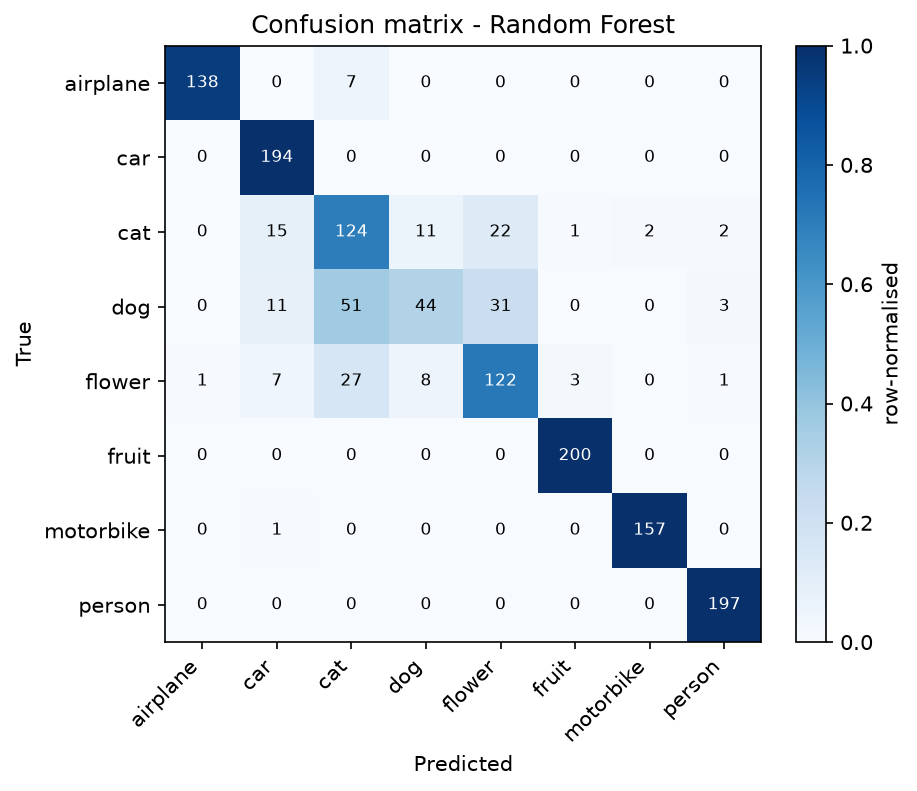 Confusion matrix - Random Forest
airplane 138 0 7 0 0 0 0 0
car 0 194 0 0 0 0 0 0
cat 0 15 124 11 22 1 2 2
dog 0 11 51 44 31 0 0 3
flower 1 7 27 8 122 3 0 1
fruit 0 0 0 0 0 200 0 0
motorbike 0 1 0 0 0 0 157 0
person 0 0 0 0 0 0 0 197
airplane car cat dog flower fruit motorbike person
Predicted
True
1.0
0.8
0.6
0.4
0.2
0.0
row-normalised